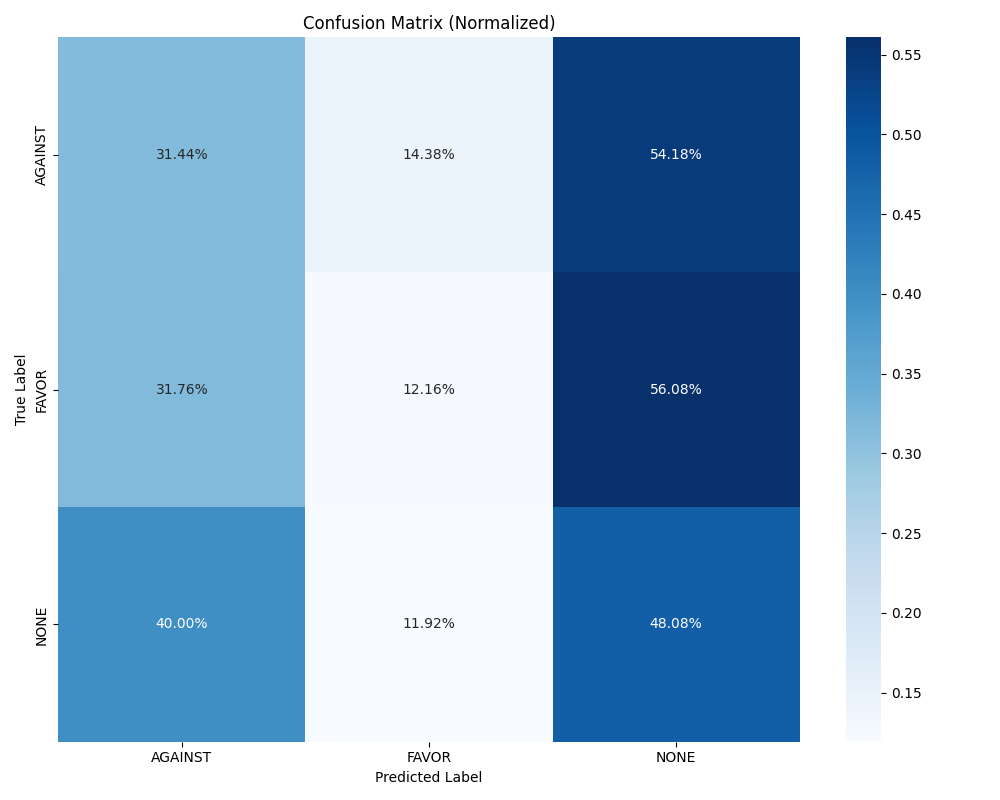 Confusion Matrix (Normalized)
True Label
AGAINST
31.44%
14.38%
54.18%
FAVOR
31.76%
12.16%
56.08%
NONE
40.00%
11.92%
48.08%
AGAINST
FAVOR
NONE
Predicted Label
0.55
0.50
0.45
0.40
0.35
0.30
0.25
0.20
0.15